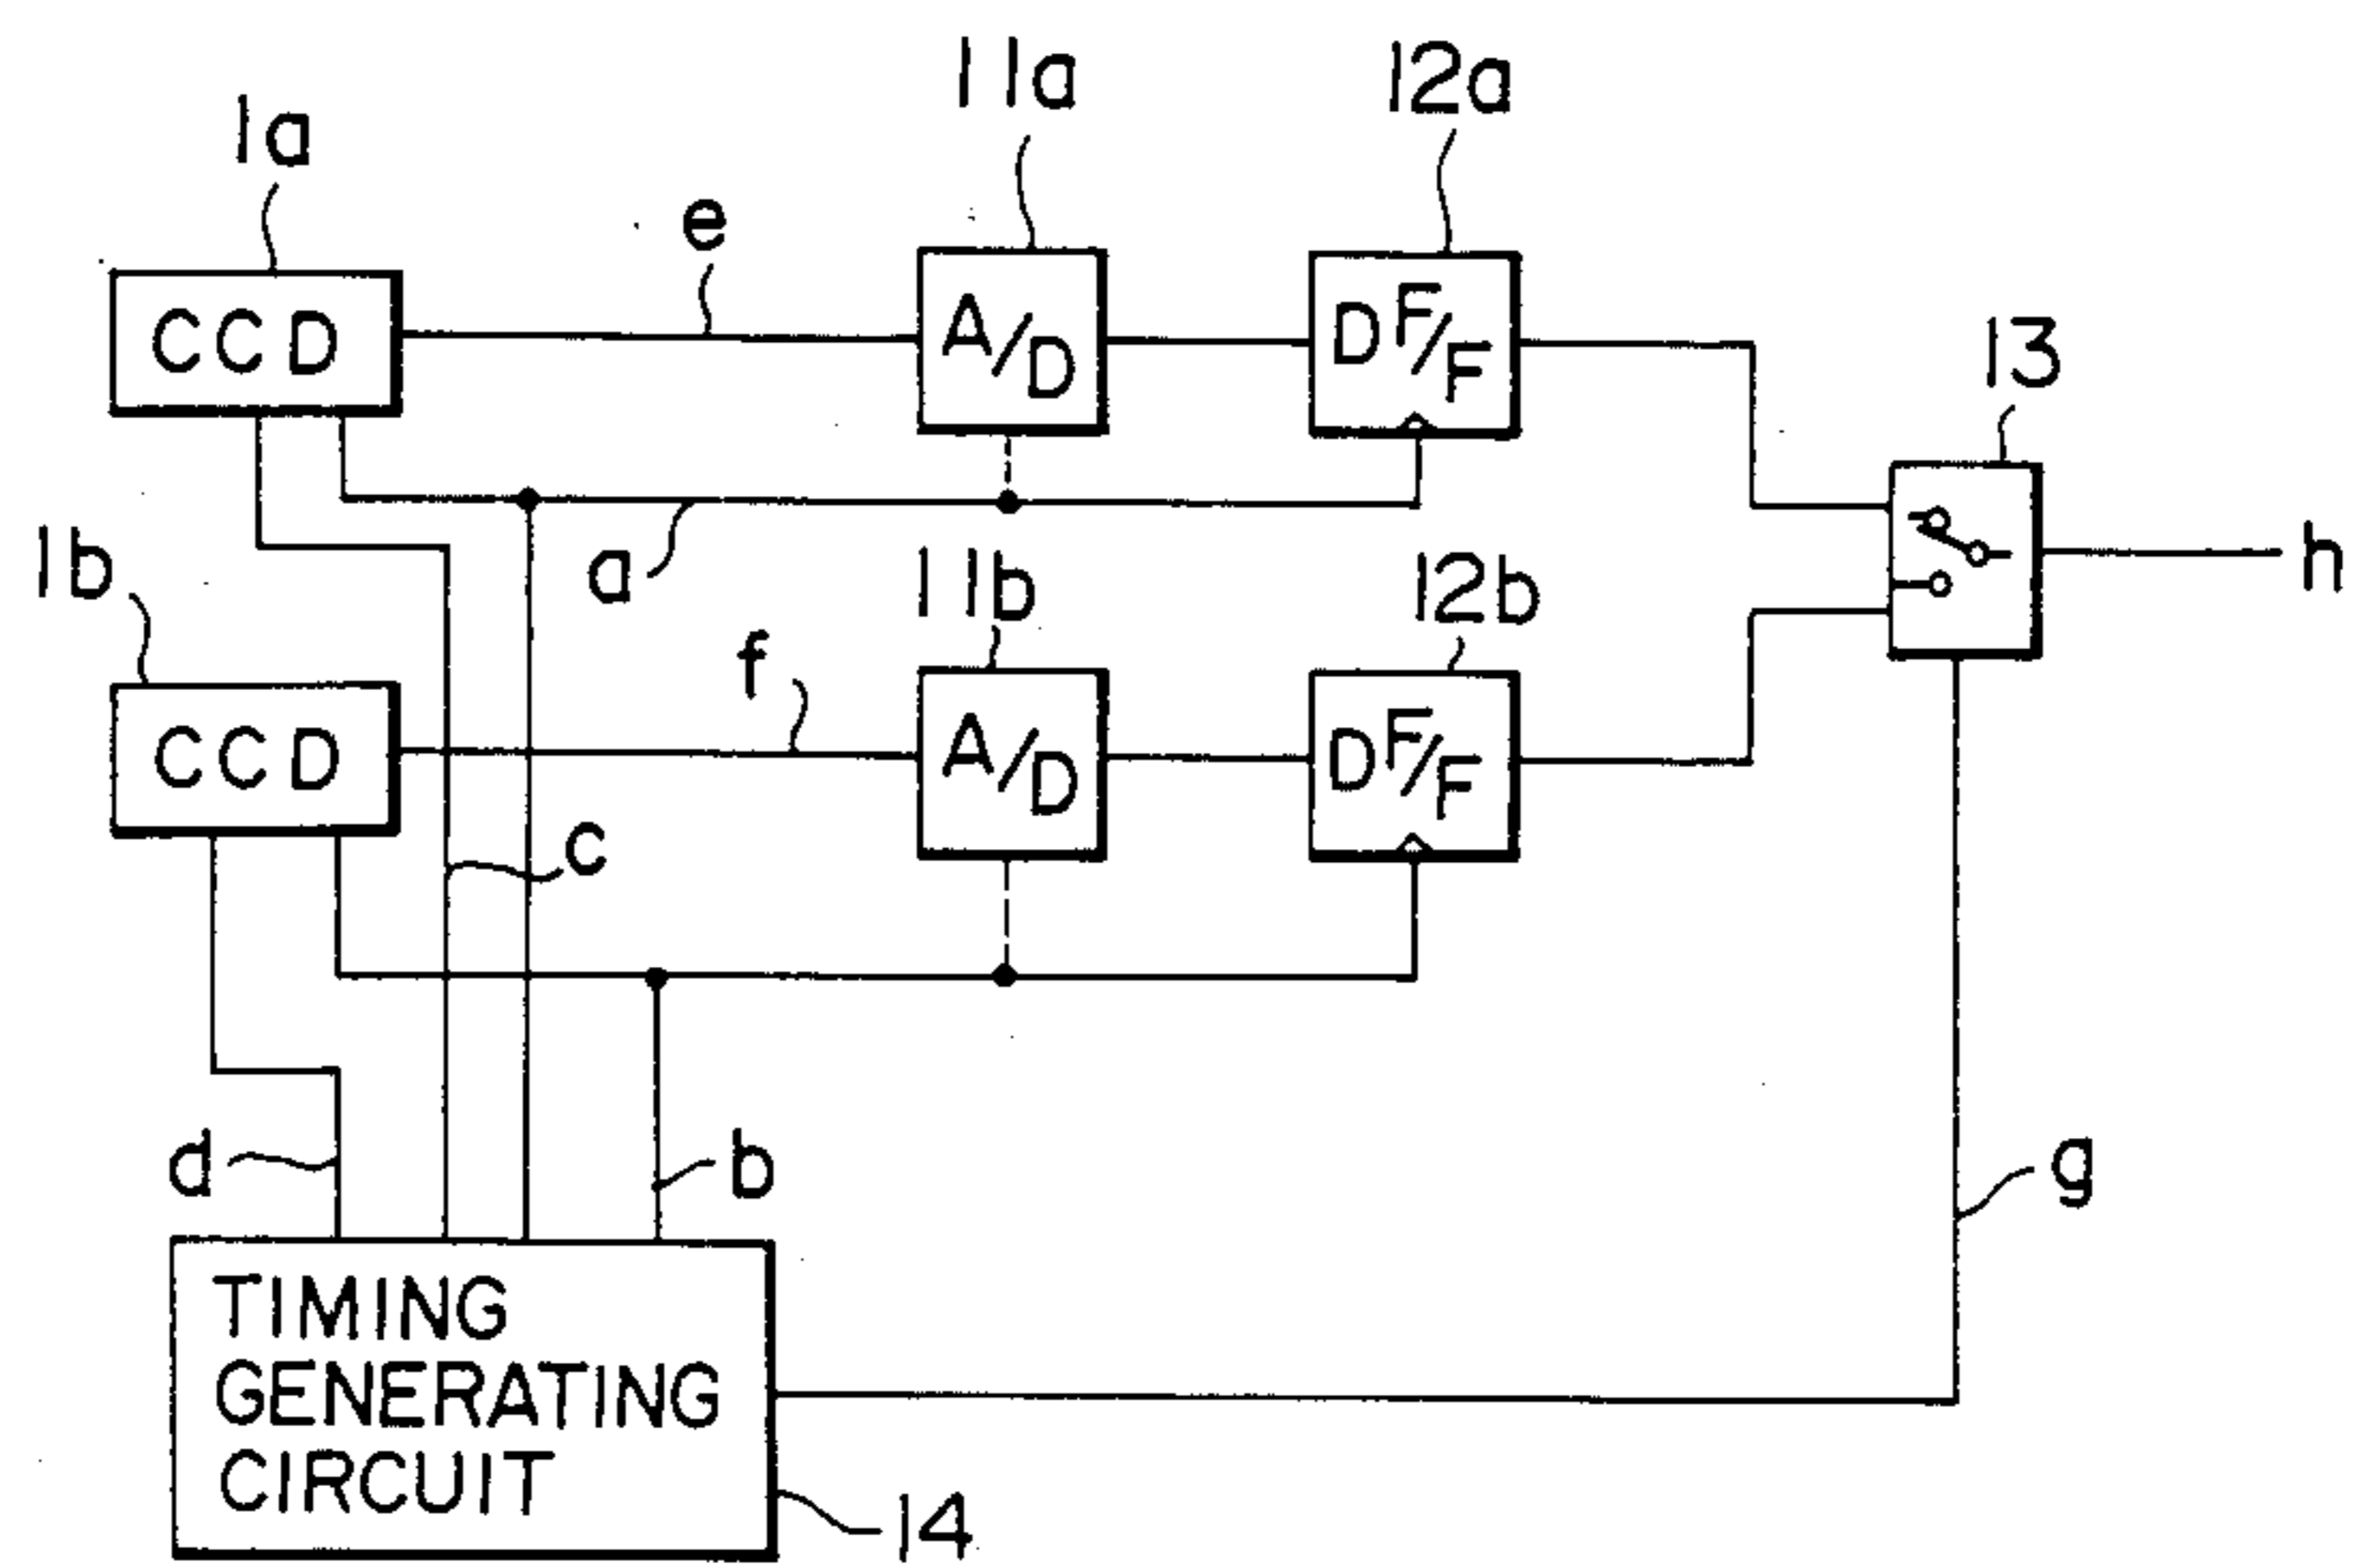 11a
12a
1a
e
CCD
A/D
DF/F
13
a
1b
11b
12b
h
f
CCD
A/D
DF/F
c
d
b
g
TIMING
GENERATING
CIRCUIT
14